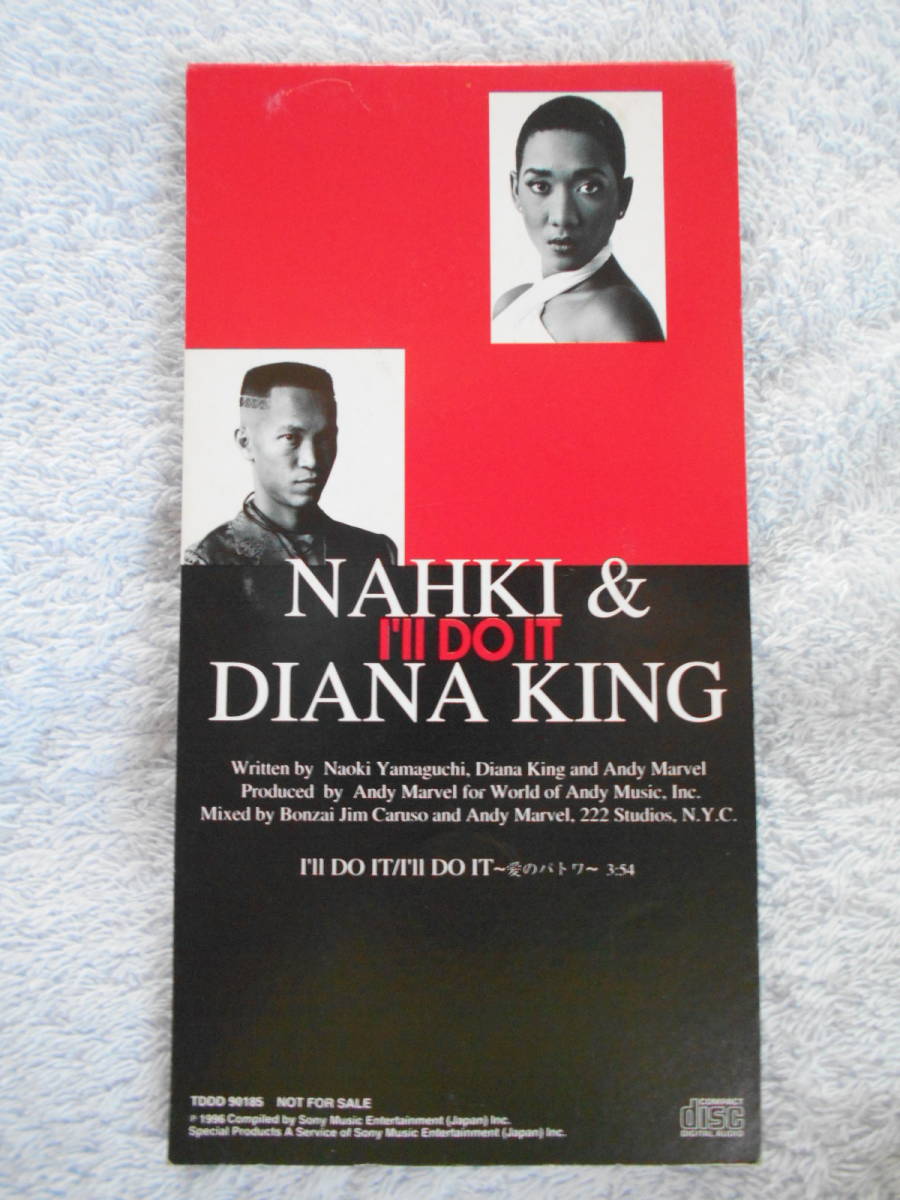 NAHKI &
I'll DO IT
DIANA KING
Written by Naoki Yamaguchi, Diana King and Andy Marvel
Produced by Andy Marvel for World of Andy Music, Inc.
Mixed by Bonzai Jim Caruso and Andy Marvel, 222 Studios, N.Y.C.
I'll DO IT/I'll DO IT~愛のパトワ~ 3:54
TDDD 90185 NOT FOR SALE
℗ 1996 Compiled by Sony Music Entertainment (Japan) Inc.
Special Products A Service of Sony Music Entertainment (Japan) Inc.
COMPACT
disc
DIGITAL AUDIO